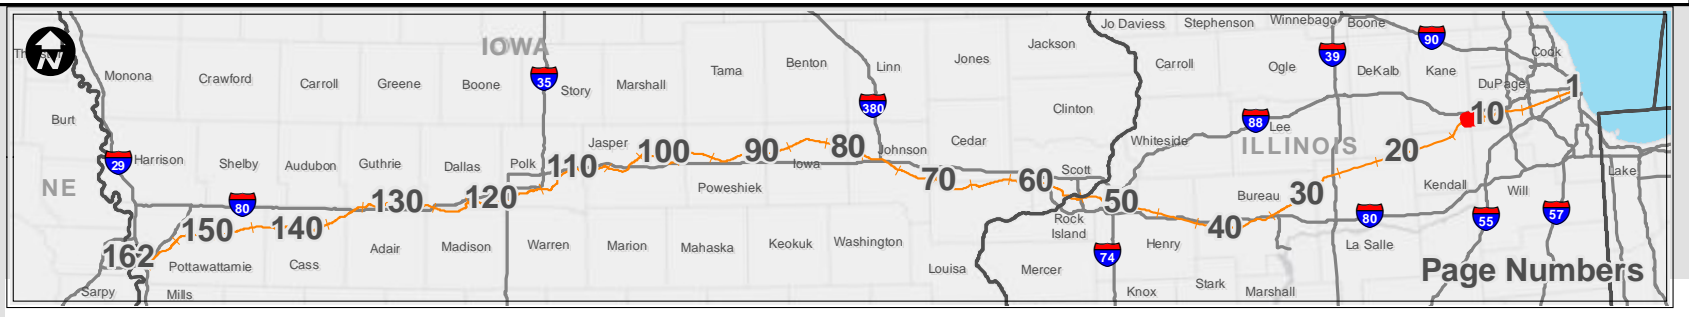 Jo Daviess Stephenson Winnebago Boone
N
IOWA
Jackson
90
Cook
39
Monona Crawford Carroll Greene Boone 35 Story Marshall Tama Benton Linn Jones
Carroll Ogle DeKalb Kane DuPage 1
380
Clinton
Burt
88 Lee 10
Whiteside ILLINOIS
Jasper 100 90 80 Johnson Cedar
20
29 Harrison Shelby Audubon Guthrie Dallas Polk 110 Iowa
NE
70 60 Scott
Lake
80 130 120 Poweshiek 50 Bureau 30 Kendall Will
150 140 Rock Island 40 80 55 57
162 Adair Madison Warren Marion Mahaska Keokuk Washington Henry La Salle
74
Pottawattamie Cass Louisa Mercer Page Numbers
Sarpy Mills Knox Stark Marshall